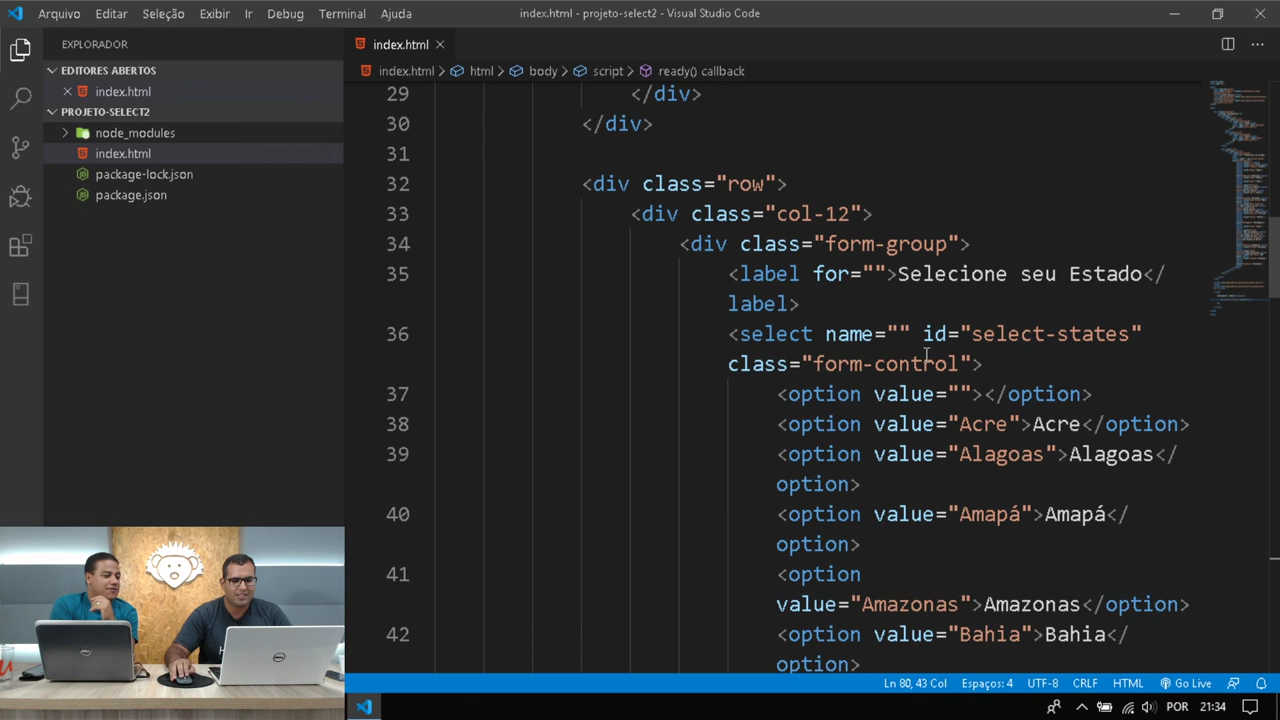 Arquivo Editar Seleção Exibir Ir Debug Terminal Ajuda
index.html - projeto-select2 - Visual Studio Code
EXPLORADOR
EDITORES ABERTOS
index.html
PROJETO-SELECT2
node_modules
index.html
package-lock.json
package.json
index.html
index.html > html > body > script > ready() callback
29 </div>
30 </div>
31
32 <div class="row">
33 <div class="col-12">
34 <div class="form-group">
35 <label for="">Selecione seu Estado</
label>
36 <select name="" id="select-states"
class="form-control">
37 <option value=""></option>
38 <option value="Acre">Acre</option>
39 <option value="Alagoas">Alagoas</
option>
40 <option value="Amapá">Amapá</
option>
41 <option
value="Amazonas">Amazonas</option>
42 <option value="Bahia">Bahia</
option>
Ln 80, 43 Col Espaços: 4 UTF-8 CRLF HTML Go Live
POR 21:34